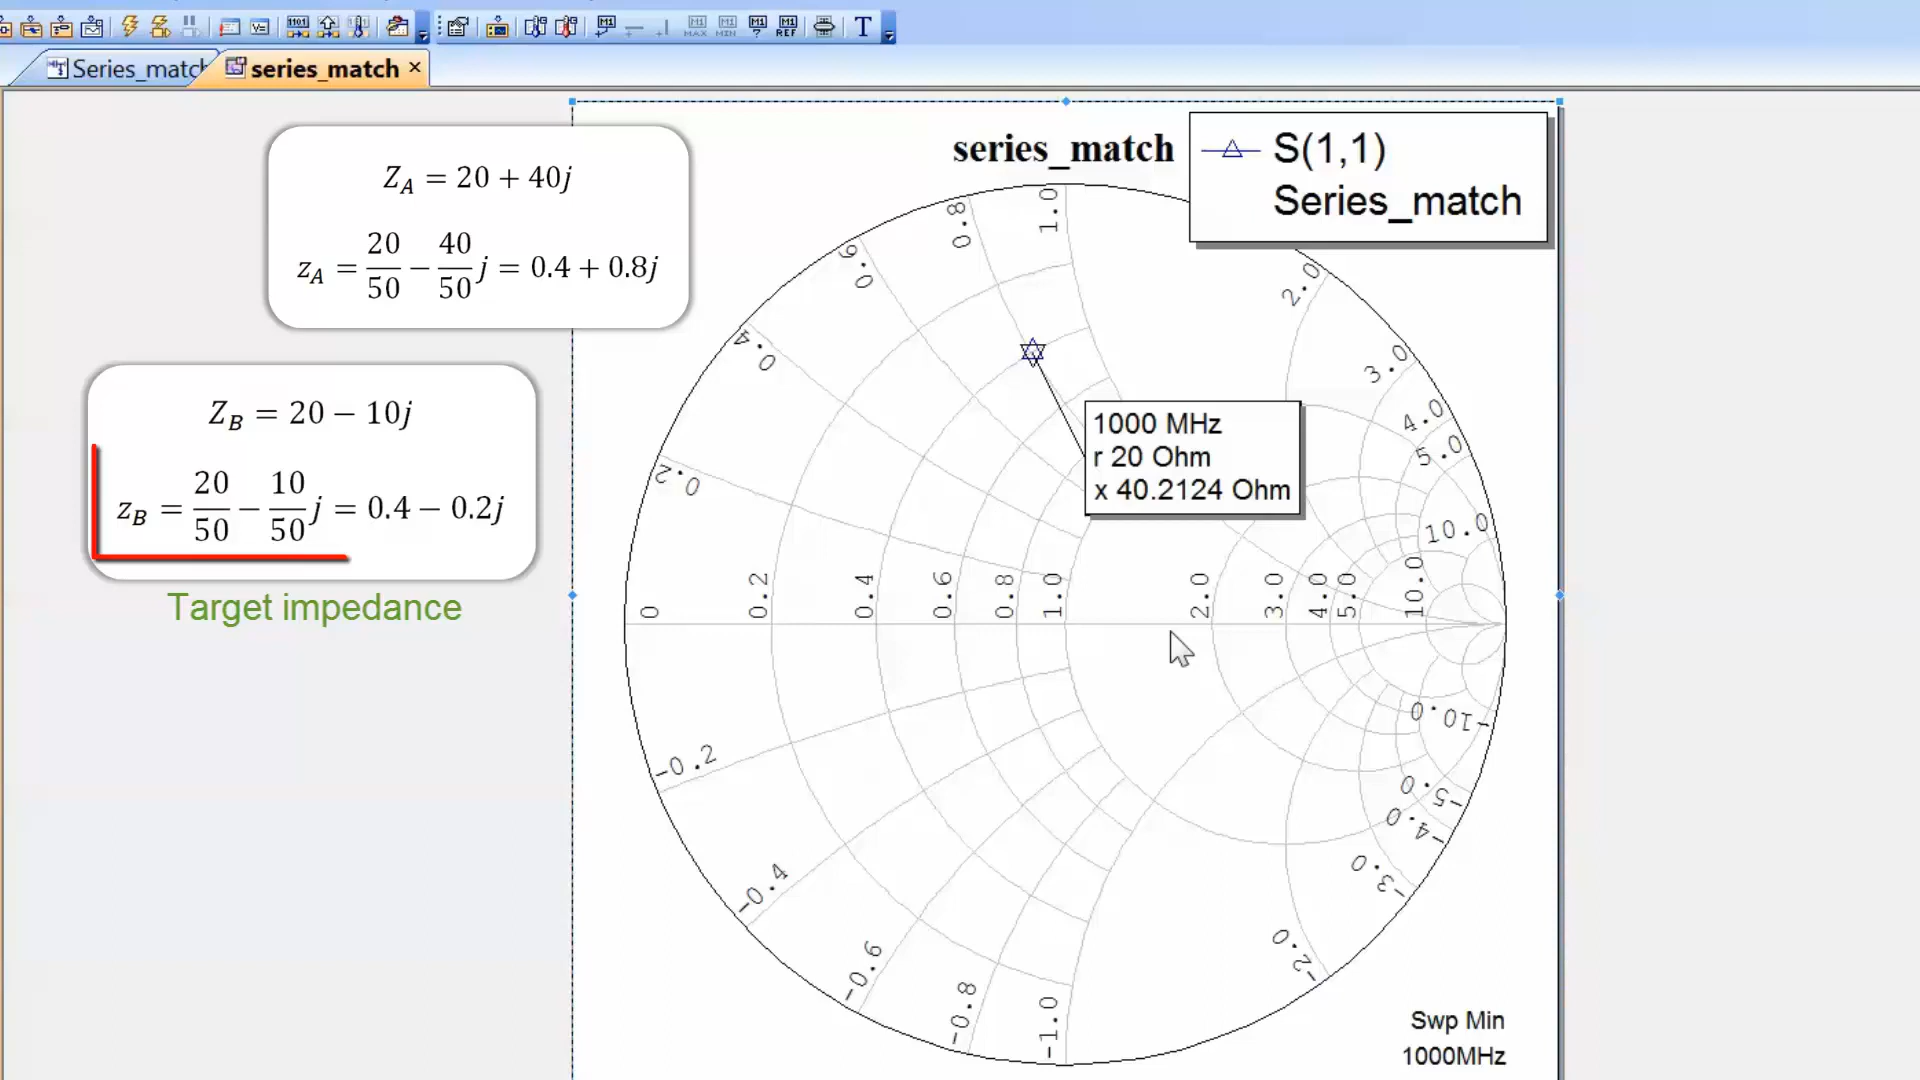 Series_match
series_match
Z_A = 20 + 40j
z_A = 20/50 − 40/50 j = 0.4 + 0.8j
Z_B = 20 − 10j
z_B = 20/50 − 10/50 j = 0.4 − 0.2j
Target impedance
series_match
S(1,1)
Series_match
1000 MHz
r 20 Ohm
x 40.2124 Ohm
0 0.2 0.4 0.6 0.8 1.0 2.0 3.0 4.0 5.0 10.0
0.2
0.4
0.6
0.8
1.0
2.0
3.0
4.0
5.0
10.0
-0.2
-0.4
-0.6
-0.8
-1.0
-2.0
-3.0
-4.0
-5.0
-10.0
Swp Min
1000MHz